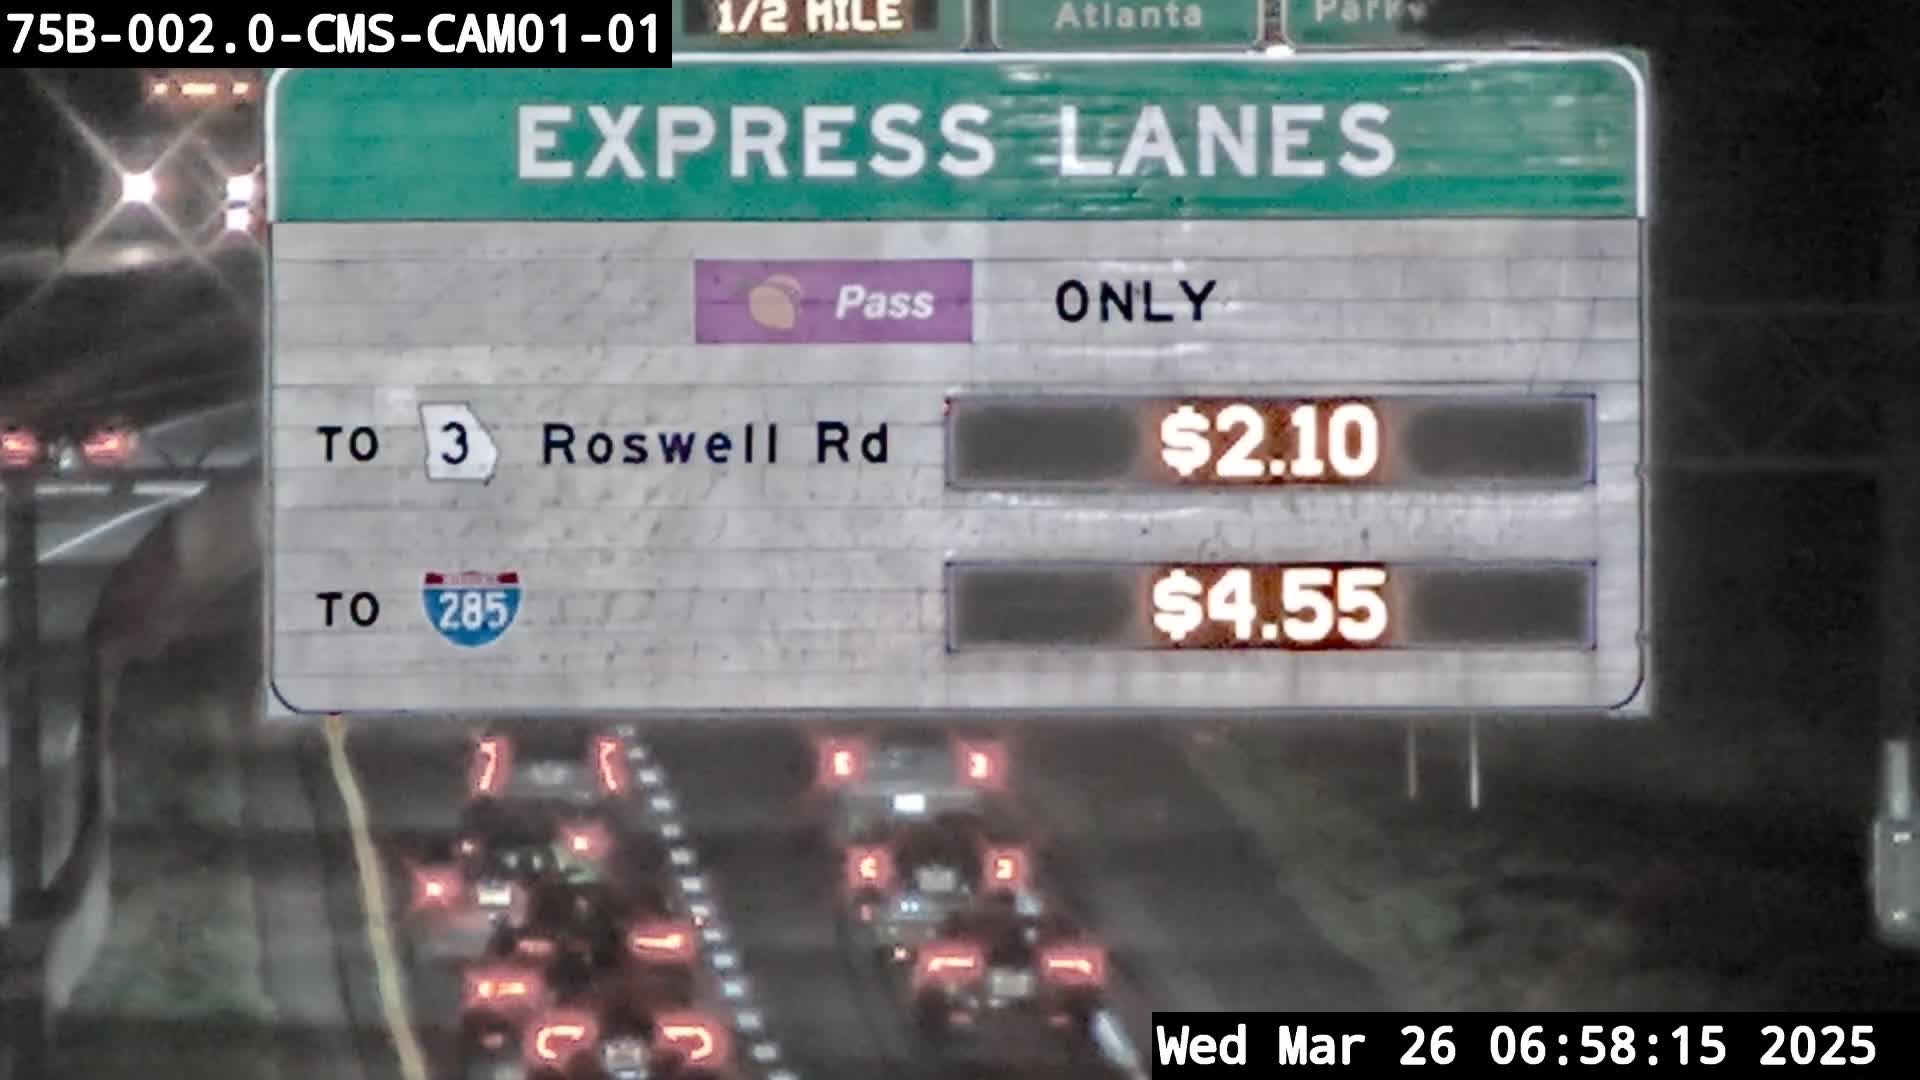 75B-002.0-CMS-CAM01-01
1/2 MILE
Atlanta
EXPRESS LANES
Pass ONLY
TO 3 Roswell Rd $2.10
TO 285 $4.55
Wed Mar 26 06:58:15 2025